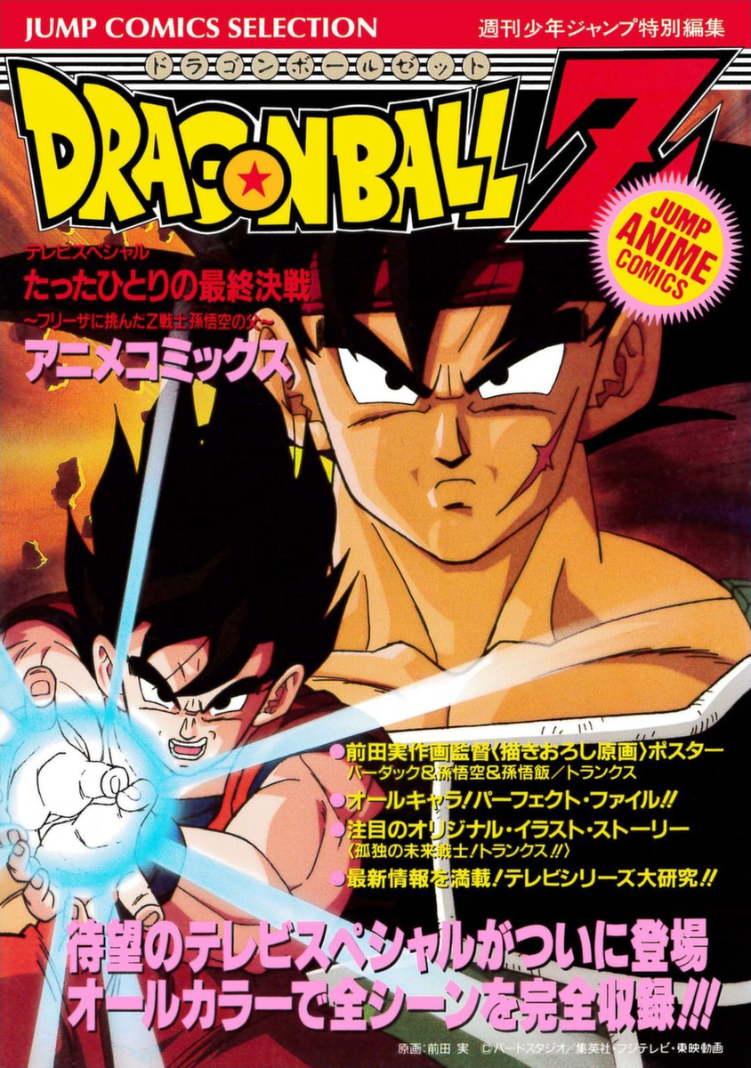 JUMP COMICS SELECTION
週刊少年ジャンプ特別編集
ドラゴンボールゼット
DRAGONBALL Z
JUMP
ANIME
COMICS
テレビスペシャル
たったひとりの最終決戦
〜フリーザに挑んだZ戦士 孫悟空の父〜
アニメコミックス
●前田実作画監督〈描きおろし原画〉ポスター
バーダック&孫悟空&孫悟飯/トランクス
●オールキャラ!パーフェクト・ファイル!!
●注目のオリジナル・イラスト・ストーリー
〈孤独の未来戦士!トランクス!!〉
●最新情報を満載!テレビシリーズ大研究!!
待望のテレビスペシャルがついに登場
オールカラーで全シーンを完全収録!!!
原画:前田 実 ©バードスタジオ/集英社・フジテレビ・東映動画